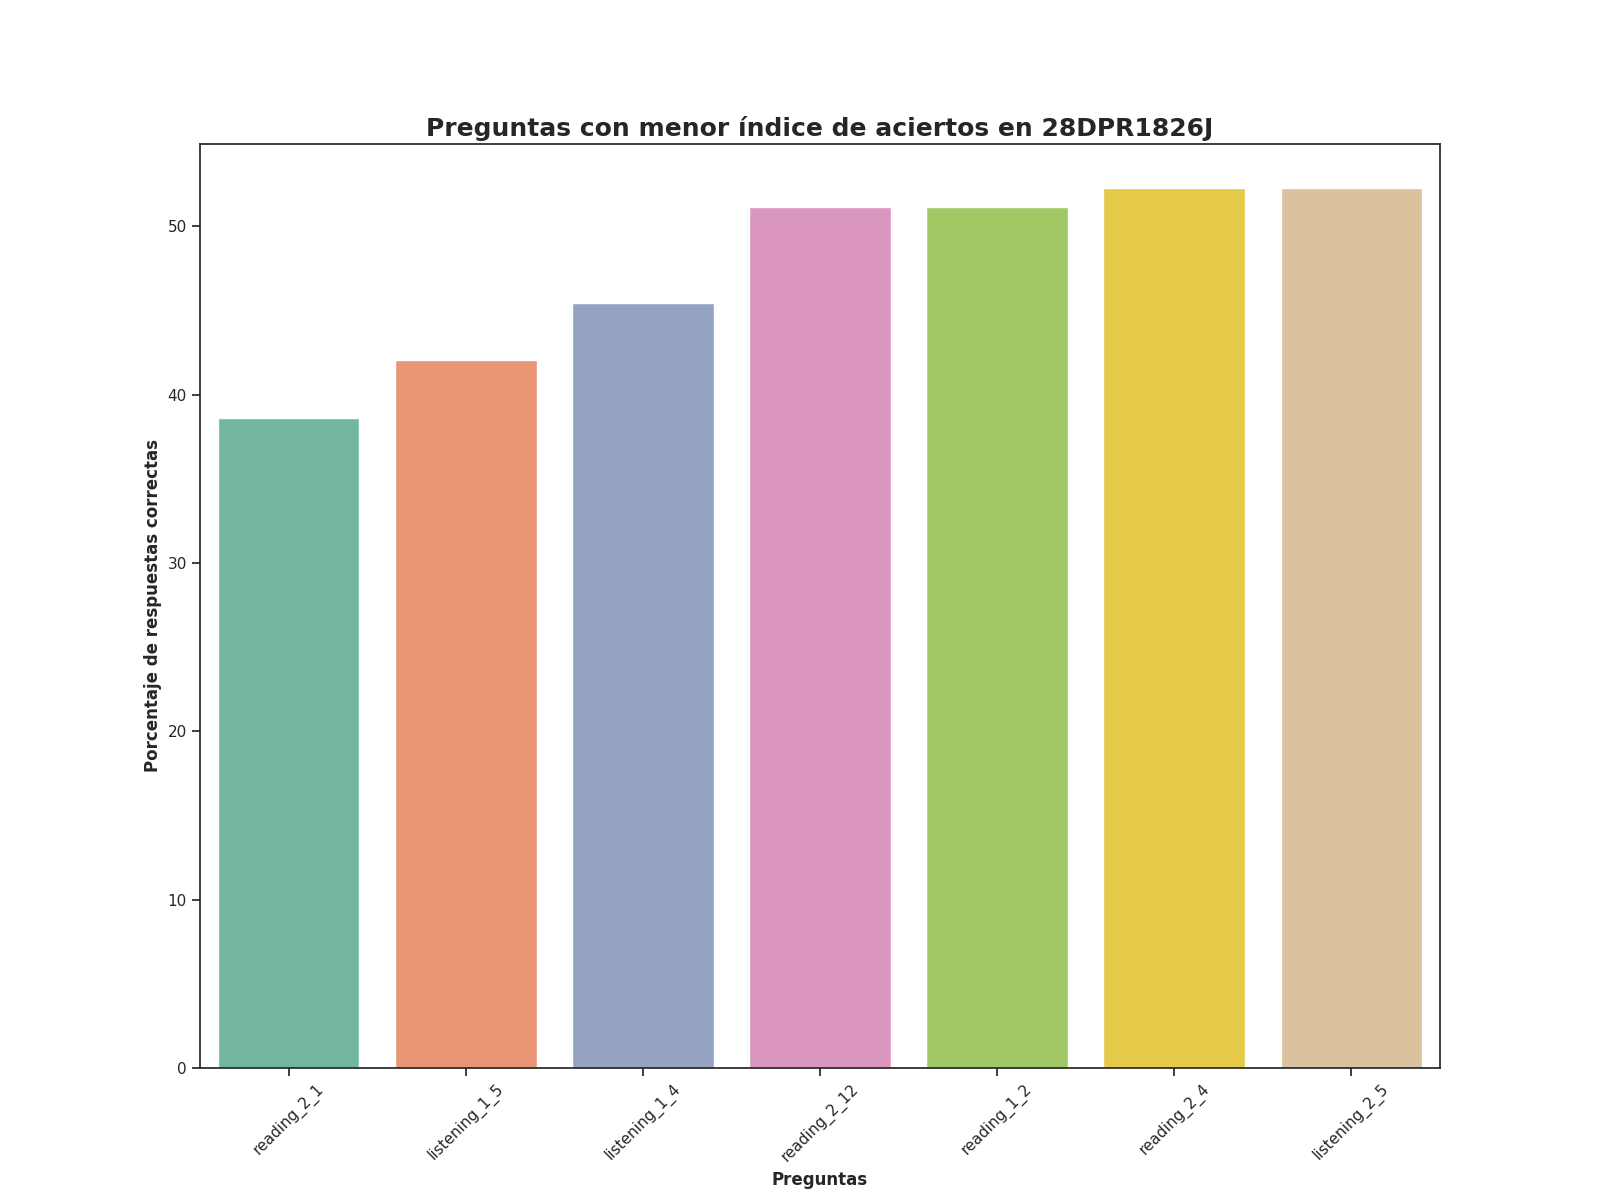 Preguntas con menor índice de aciertos en 28DPR1826J
Porcentaje de respuestas correctas
50
40
30
20
10
0
reading_2_1
listening_1_5
listening_1_4
reading_2_12
reading_1_2
reading_2_4
listening_2_5
Preguntas